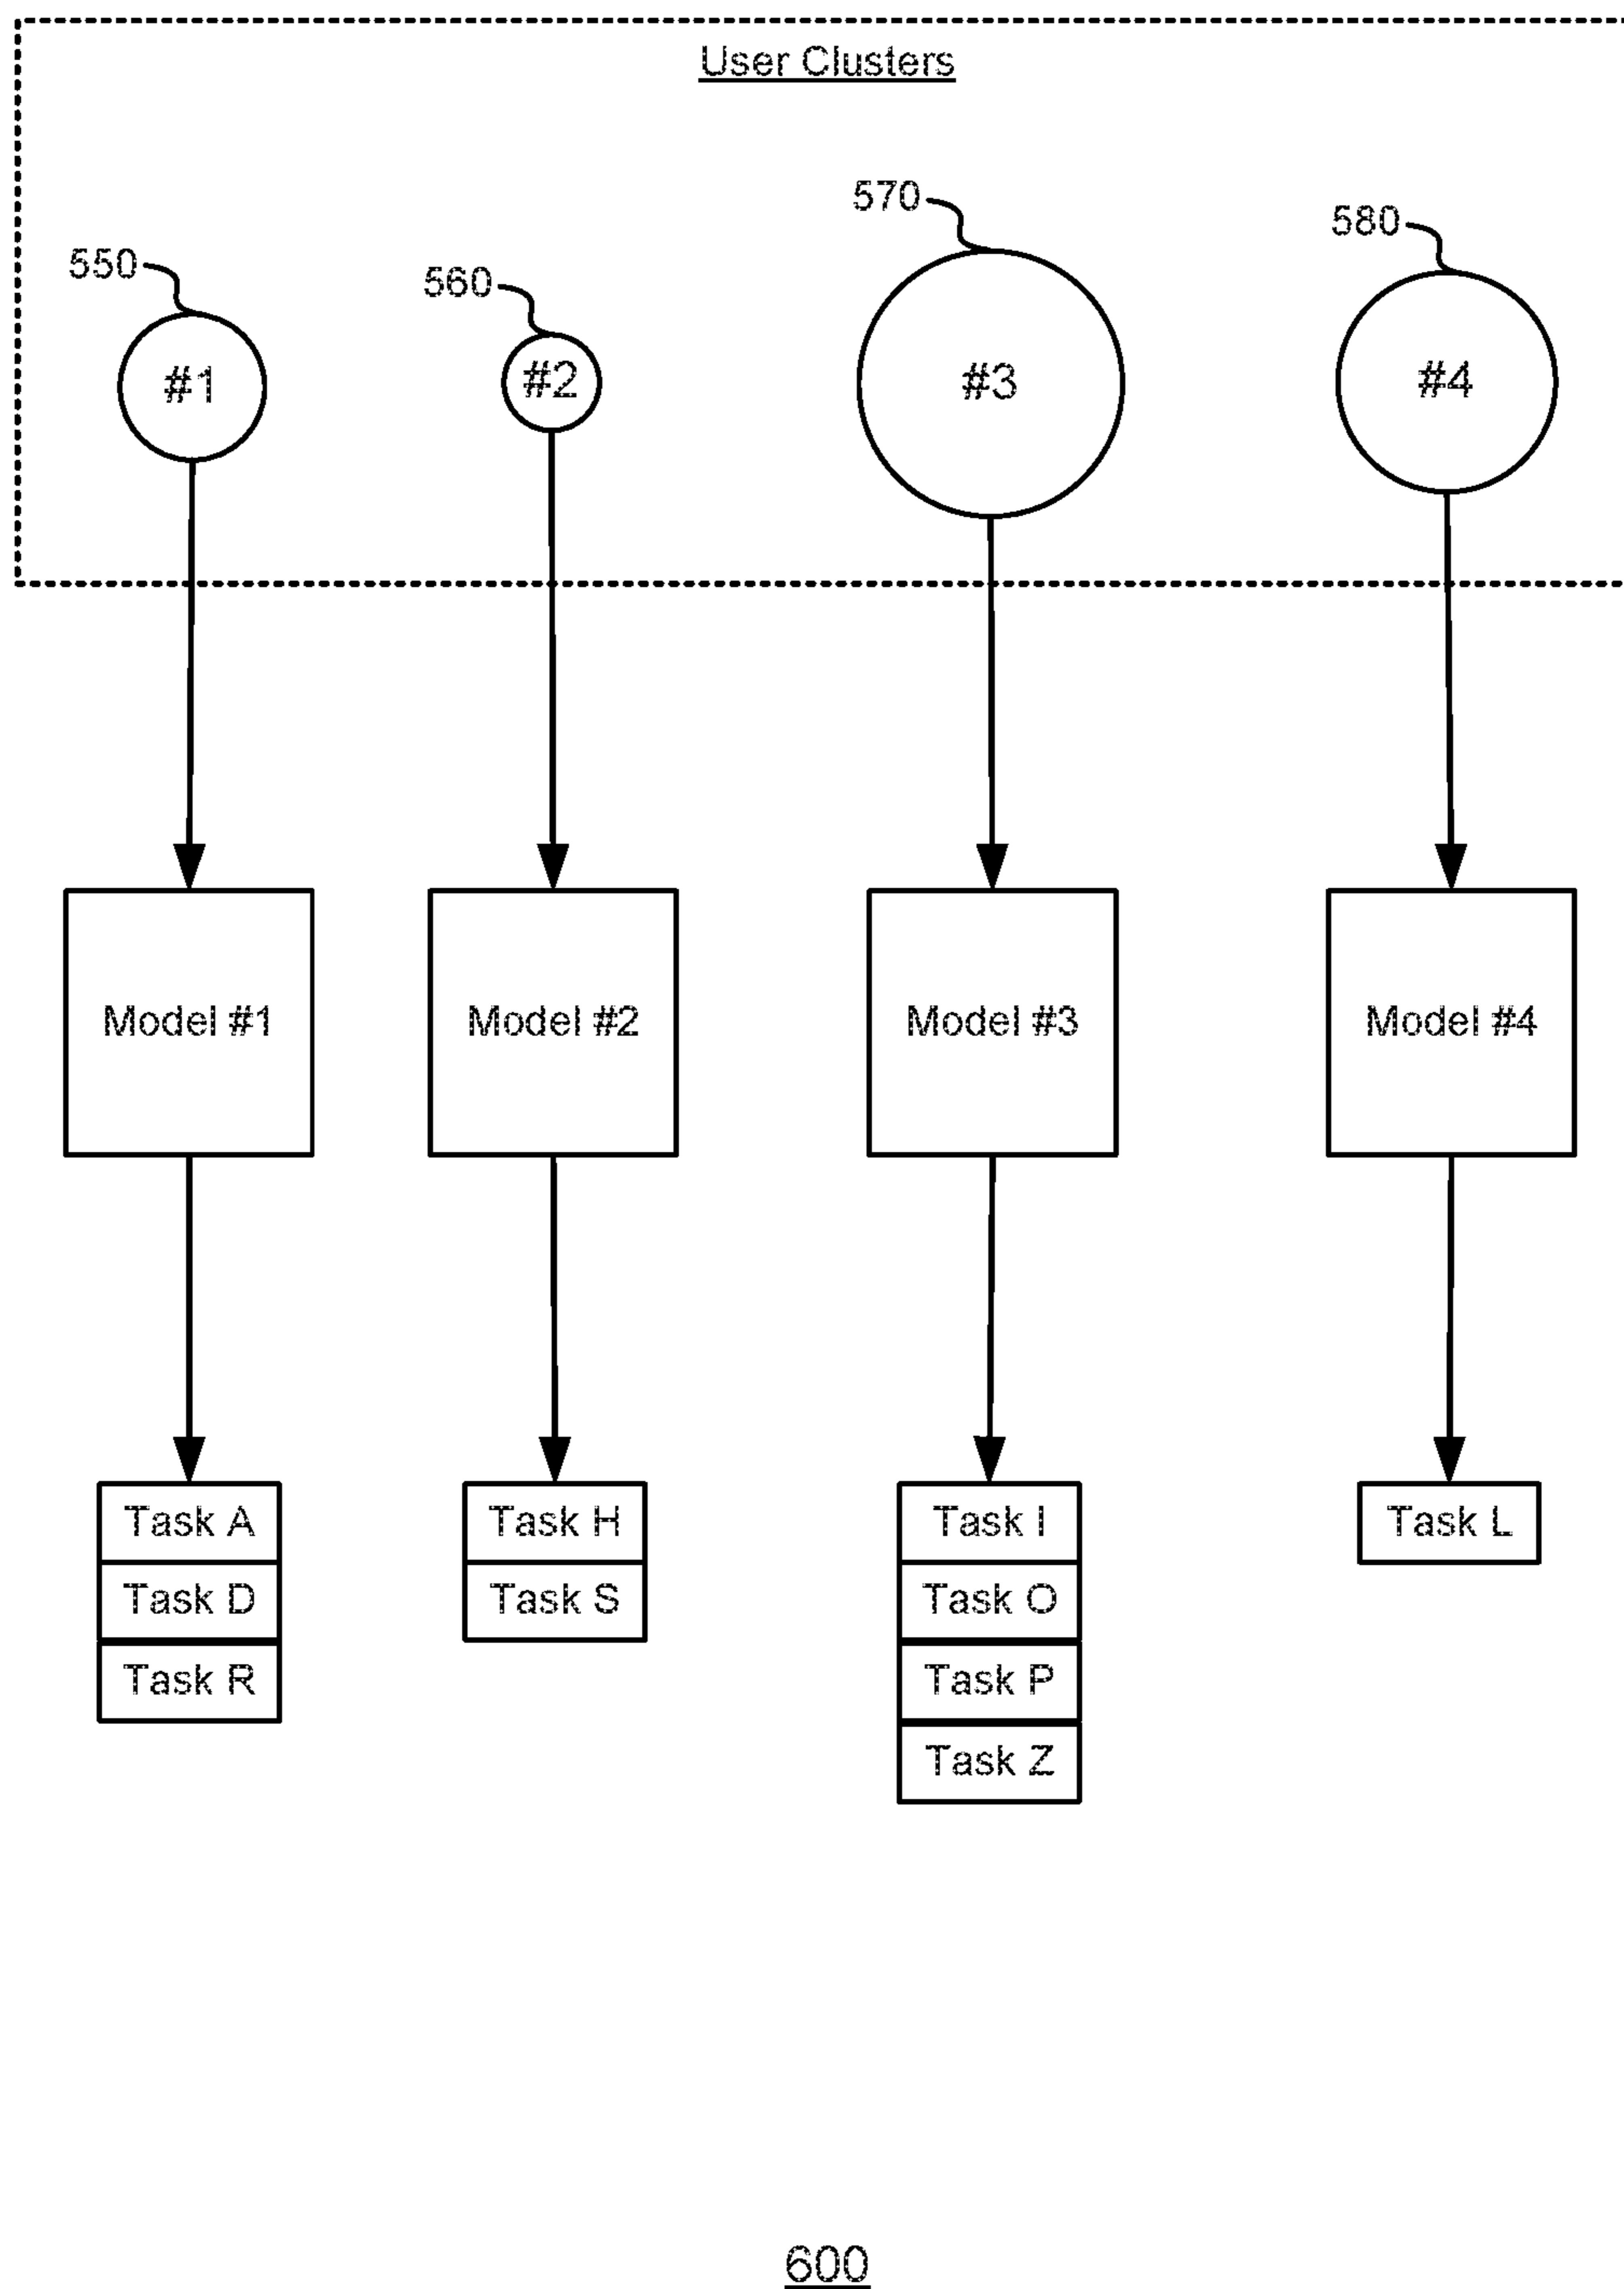 User Clusters
570
580
550
560
#1
#2
#3
#4
Model #1
Model #2
Model #3
Model #4
Task A
Task H
Task I
Task L
Task D
Task S
Task O
Task R
Task P
Task Z
600